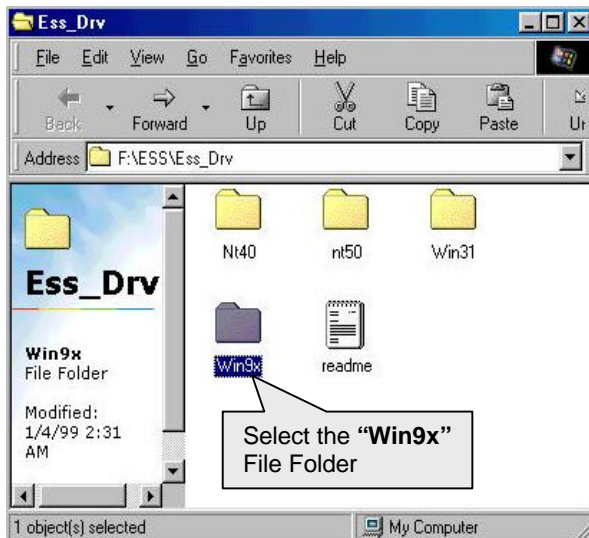 Ess_Drv
File Edit View Go Favorites Help
Back Forward Up Cut Copy Paste Ur
Address F:\ESS\Ess_Drv
Nt40 nt50 Win31
Ess_Drv
Win9x readme
Win9x
File Folder
Modified:
1/4/99 2:31
AM
Select the “Win9x”
File Folder
1 object(s) selected My Computer